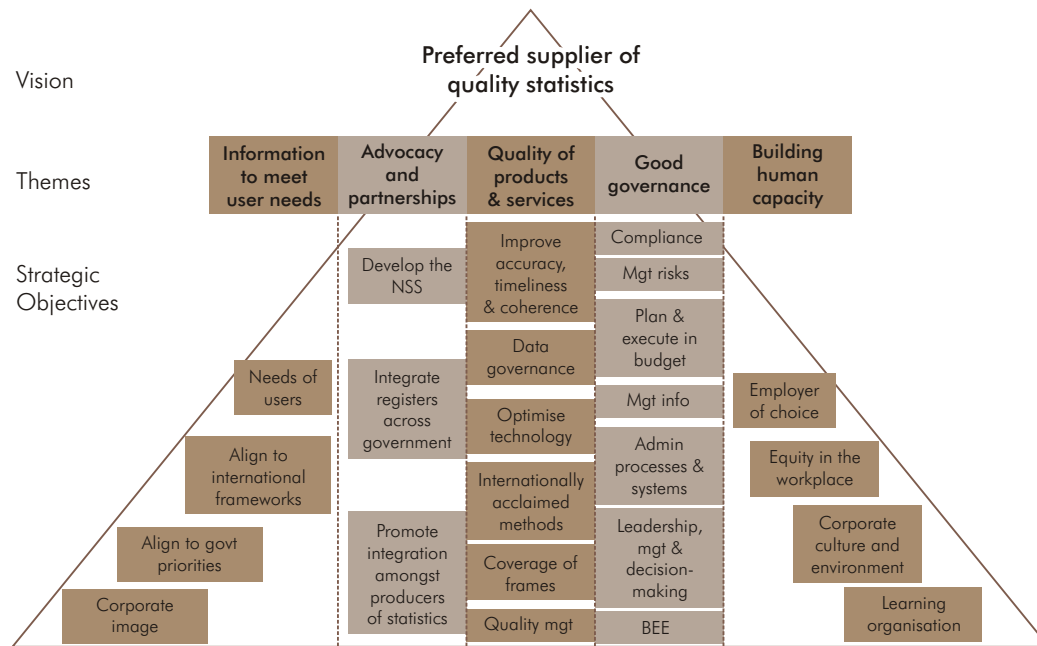 Preferred supplier of
quality statistics
Vision
Themes
Information
to meet
user needs
Advocacy
and
partnerships
Quality of
products
& services
Good
governance
Building
human
capacity
Strategic
Objectives
Needs of
users
Align to
international
frameworks
Align to govt
priorities
Corporate
image
Develop the
NSS
Integrate
registers
across
government
Promote
integration
amongst
producers
of statistics
Improve
accuracy,
timeliness
& coherence
Data
governance
Optimise
technology
Internationally
acclaimed
methods
Coverage of
frames
Quality mgt
Compliance
Mgt risks
Plan &
execute in
budget
Mgt info
Admin
processes &
systems
Leadership,
mgt &
decision-
making
BEE
Employer
of choice
Equity in the
workplace
Corporate
culture and
environment
Learning
organisation